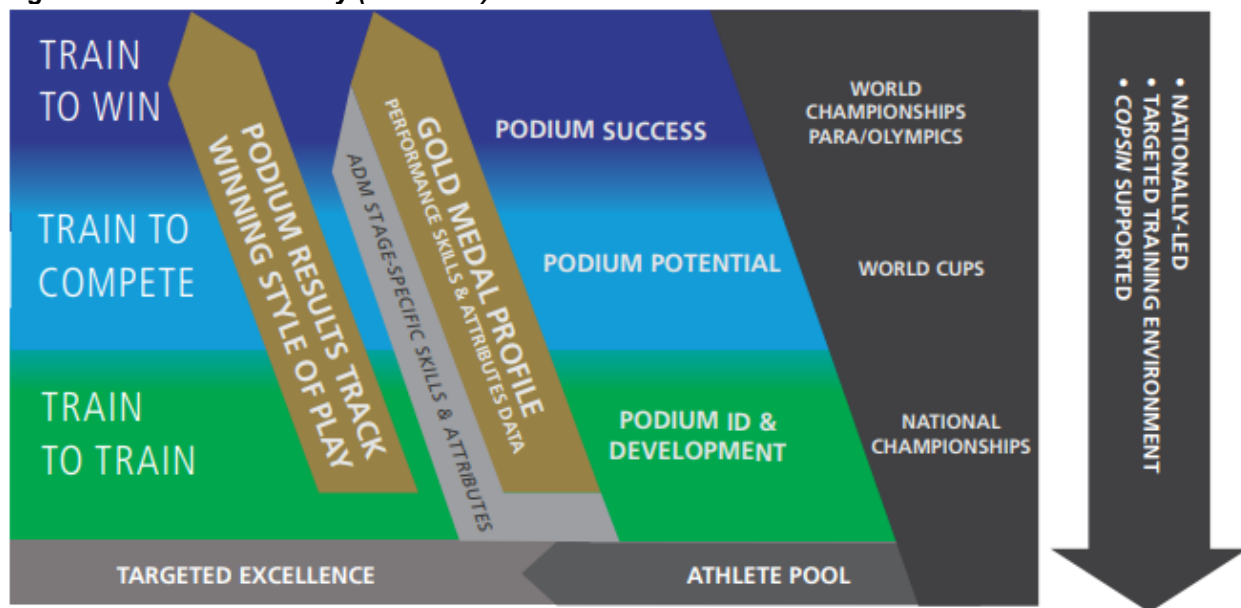 TRAIN
TO WIN
TRAIN TO
COMPETE
TRAIN
TO TRAIN
PODIUM RESULTS TRACK
WINNING STYLE OF PLAY
ADM STAGE-SPECIFIC SKILLS & ATTRIBUTES
GOLD MEDAL PROFILE
PERFORMANCE SKILLS & ATTRIBUTES DATA
PODIUM SUCCESS
PODIUM POTENTIAL
PODIUM ID &
DEVELOPMENT
WORLD
CHAMPIONSHIPS
PARA/OLYMPICS
WORLD CUPS
NATIONAL
CHAMPIONSHIPS
• NATIONALLY-LED
• TARGETED TRAINING ENVIRONMENT
• COPSIN SUPPORTED
TARGETED EXCELLENCE
ATHLETE POOL